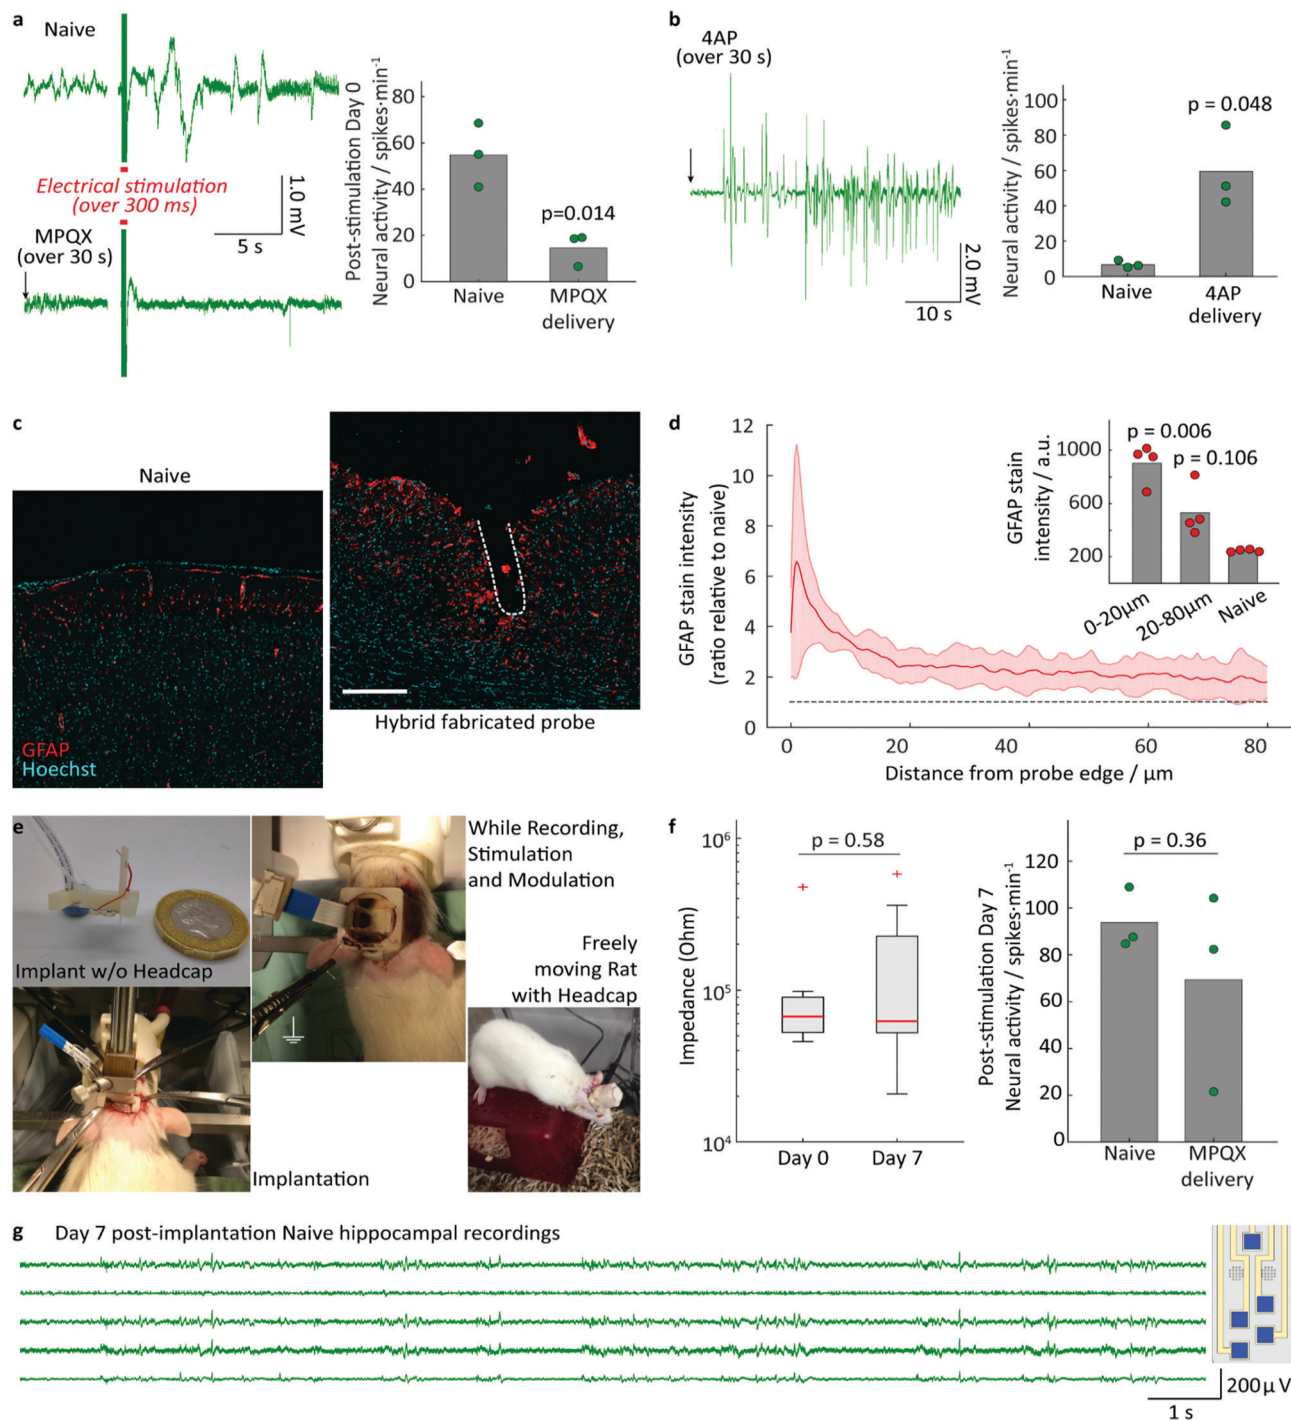 a
Naive
Electrical stimulation
(over 300 ms)
MPQX
(over 30 s)
1.0 mV
5 s
Post-stimulation Day 0
Neural activity / spikes·min⁻¹
80
60
40
20
0
p=0.014
Naive
MPQX
delivery
b
4AP
(over 30 s)
2.0 mV
10 s
Neural activity / spikes·min⁻¹
100
80
60
40
20
0
p = 0.048
Naive
4AP
delivery
c
Naive
GFAP
Hoechst
Hybrid fabricated probe
d
GFAP stain intensity
(ratio relative to naive)
12
10
8
6
4
2
0
0
20
40
60
80
Distance from probe edge / μm
GFAP stain
intensity / a.u.
1000
600
200
p = 0.006
p = 0.106
0-20μm
20-80μm
Naive
e
Implant w/o Headcap
While Recording,
Stimulation
and Modulation
Freely
moving Rat
with Headcap
Implantation
f
Impedance (Ohm)
10⁶
10⁵
10⁴
p = 0.58
Day 0
Day 7
Post-stimulation Day 7
Neural activity / spikes·min⁻¹
120
100
80
60
40
20
0
p = 0.36
Naive
MPQX
delivery
g
Day 7 post-implantation Naive hippocampal recordings
200μV
1 s